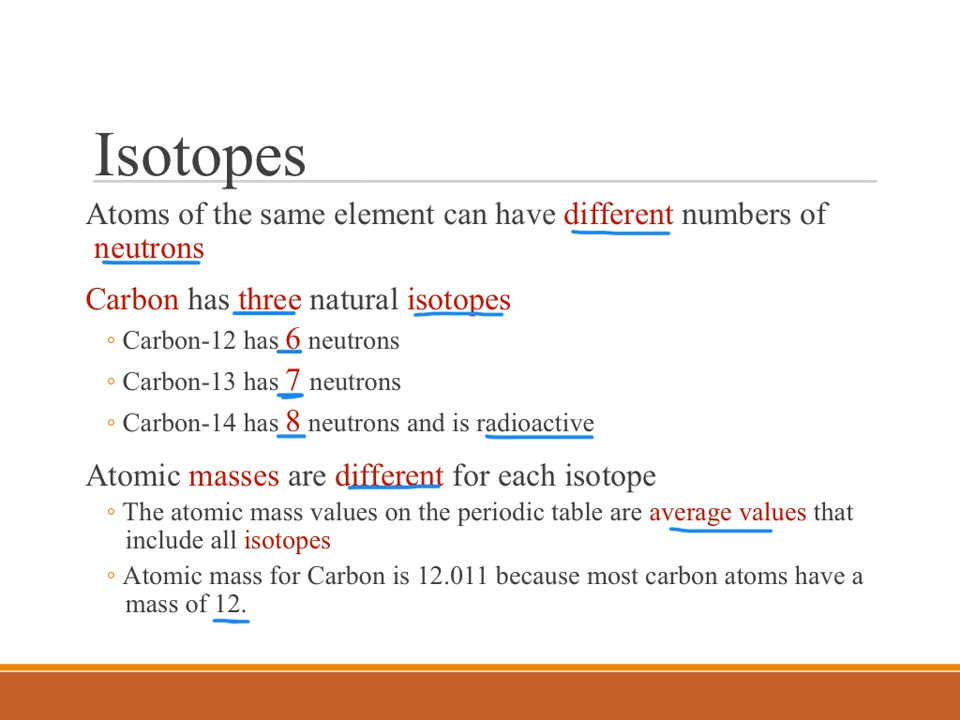 Isotopes
Atoms of the same element can have different numbers of
neutrons
Carbon has three natural isotopes
◦ Carbon-12 has 6 neutrons
◦ Carbon-13 has 7 neutrons
◦ Carbon-14 has 8 neutrons and is radioactive
Atomic masses are different for each isotope
◦ The atomic mass values on the periodic table are average values that
include all isotopes
◦ Atomic mass for Carbon is 12.011 because most carbon atoms have a
mass of 12.